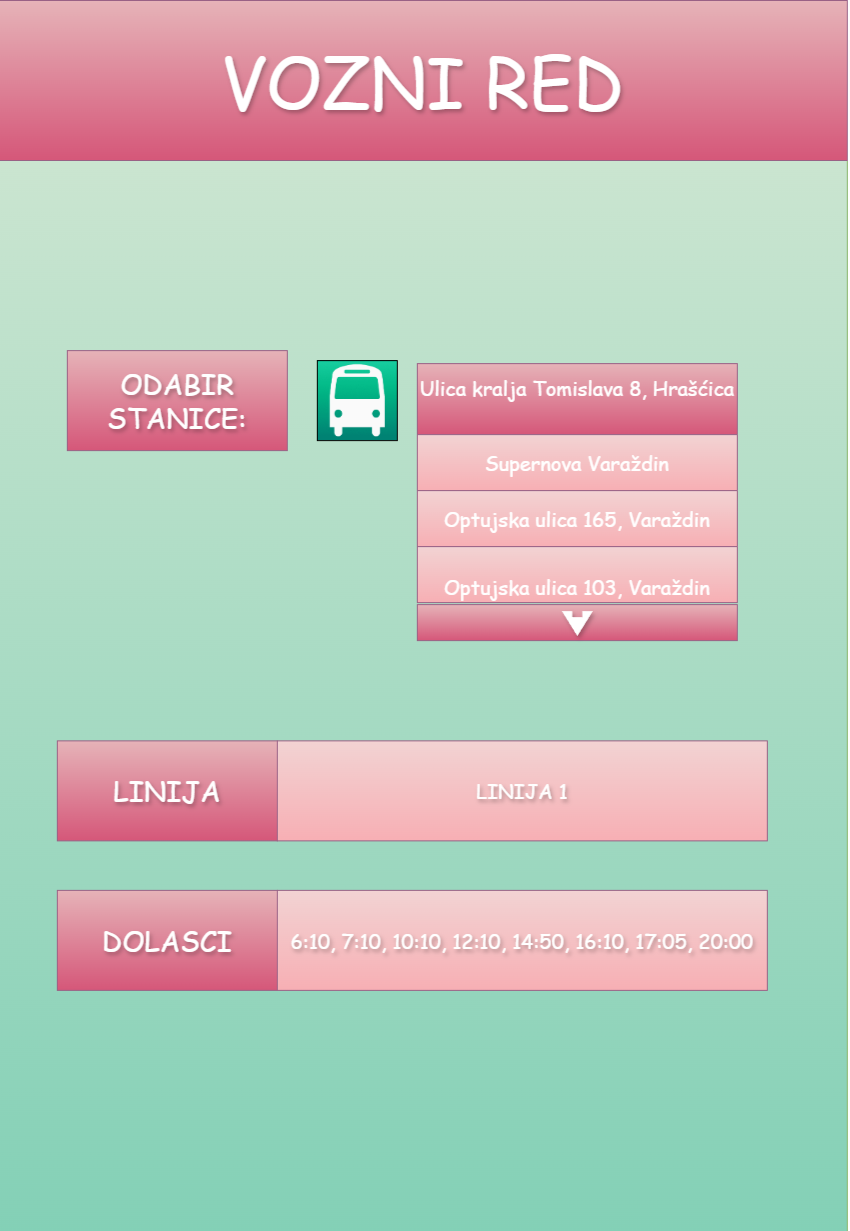 VOZNI RED
ODABIR
STANICE:
Ulica kralja Tomislava 8, Hrašćica
Supernova Varaždin
Optujska ulica 165, Varaždin
Optujska ulica 103, Varaždin
LINIJA
LINIJA 1
DOLASCI
6:10, 7:10, 10:10, 12:10, 14:50, 16:10, 17:05, 20:00